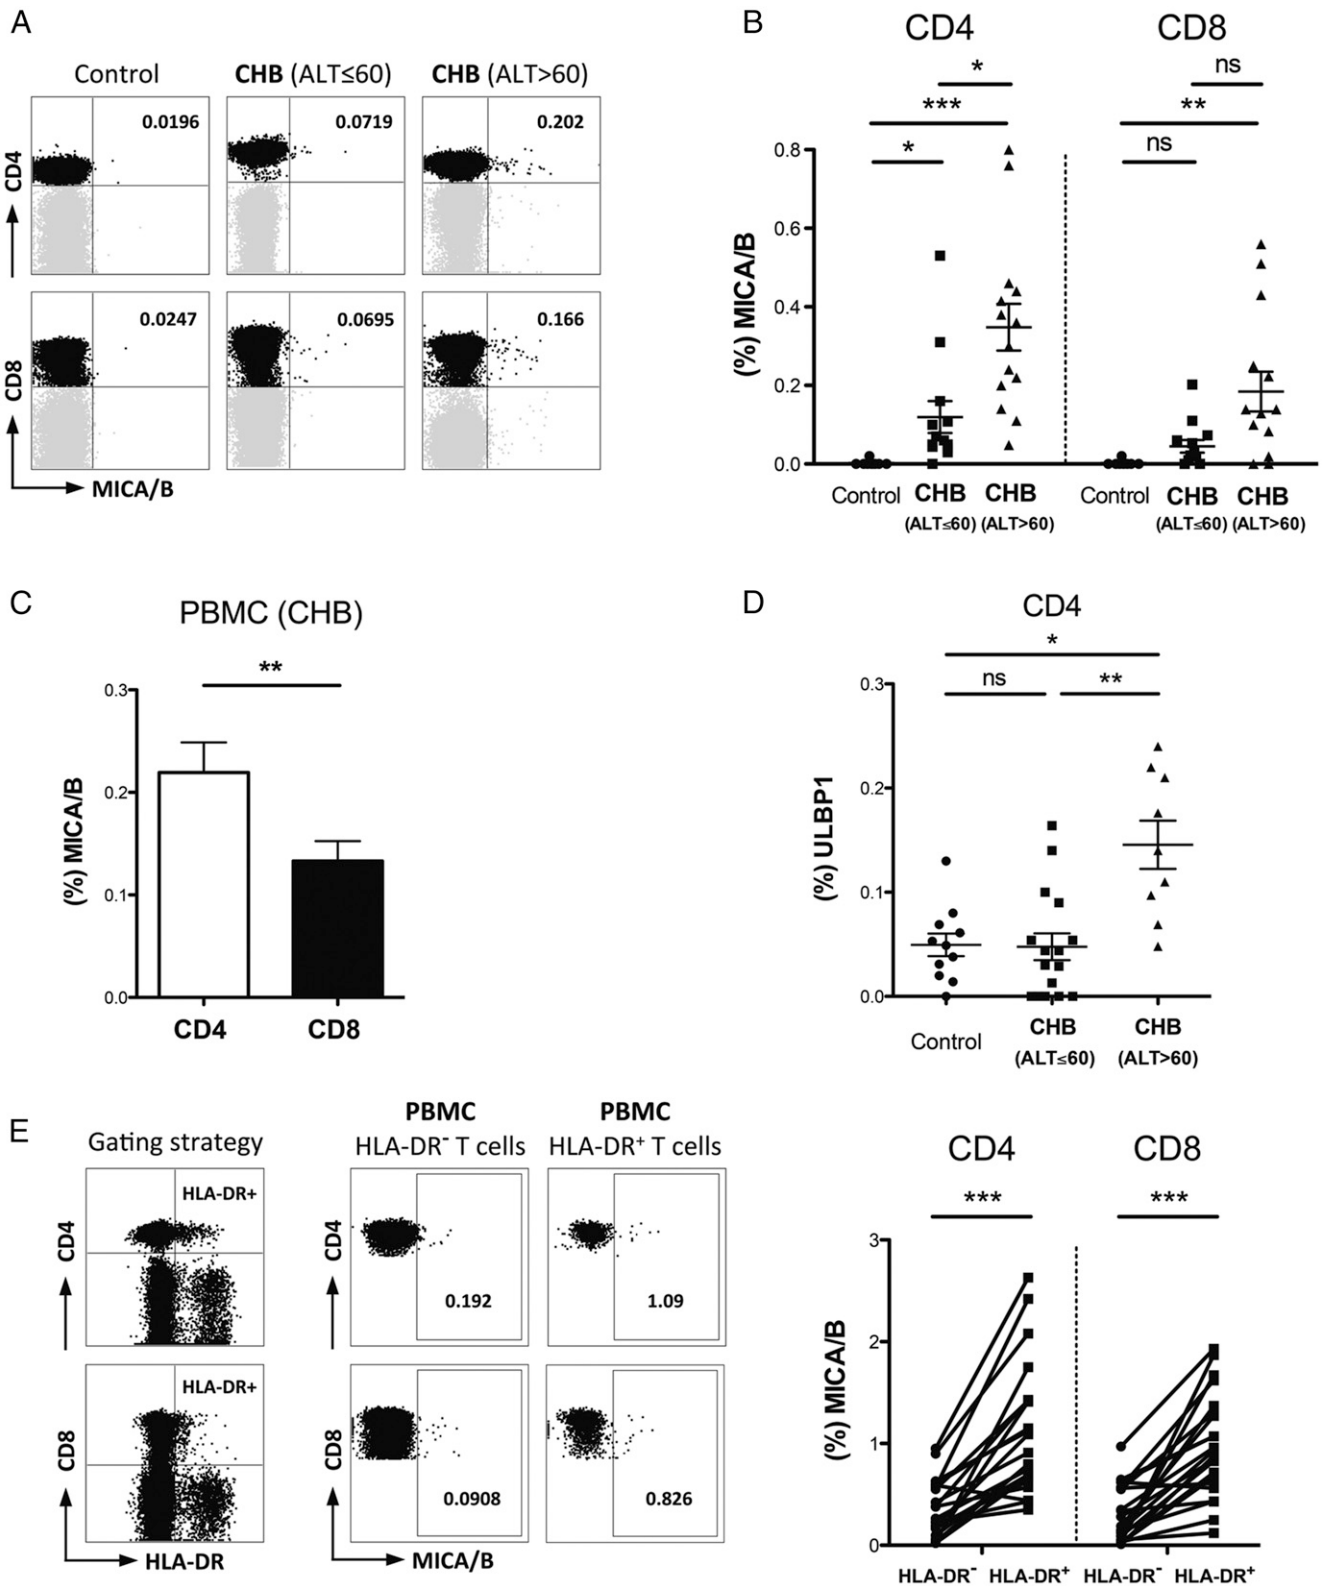 A
Control
CHB (ALT≤60)
CHB (ALT>60)
CD4
0.0196
0.0719
0.202
CD8
0.0247
0.0695
0.166
MICA/B
B
CD4
CD8
*
ns
***
**
*
ns
(%) MICA/B
0.8
0.6
0.4
0.2
0.0
Control
CHB
(ALT≤60)
CHB
(ALT>60)
Control
CHB
(ALT≤60)
CHB
(ALT>60)
C
PBMC (CHB)
**
(%) MICA/B
0.3
0.2
0.1
0.0
CD4
CD8
D
CD4
*
ns
**
(%) ULBP1
0.3
0.2
0.1
0.0
Control
CHB
(ALT≤60)
CHB
(ALT>60)
E
Gating strategy
HLA-DR+
CD4
HLA-DR+
CD8
HLA-DR
PBMC
HLA-DR⁻ T cells
PBMC
HLA-DR⁺ T cells
CD4
0.192
1.09
CD8
0.0908
0.826
MICA/B
CD4
CD8
***
***
(%) MICA/B
3
2
1
0
HLA-DR⁻
HLA-DR⁺
HLA-DR⁻
HLA-DR⁺